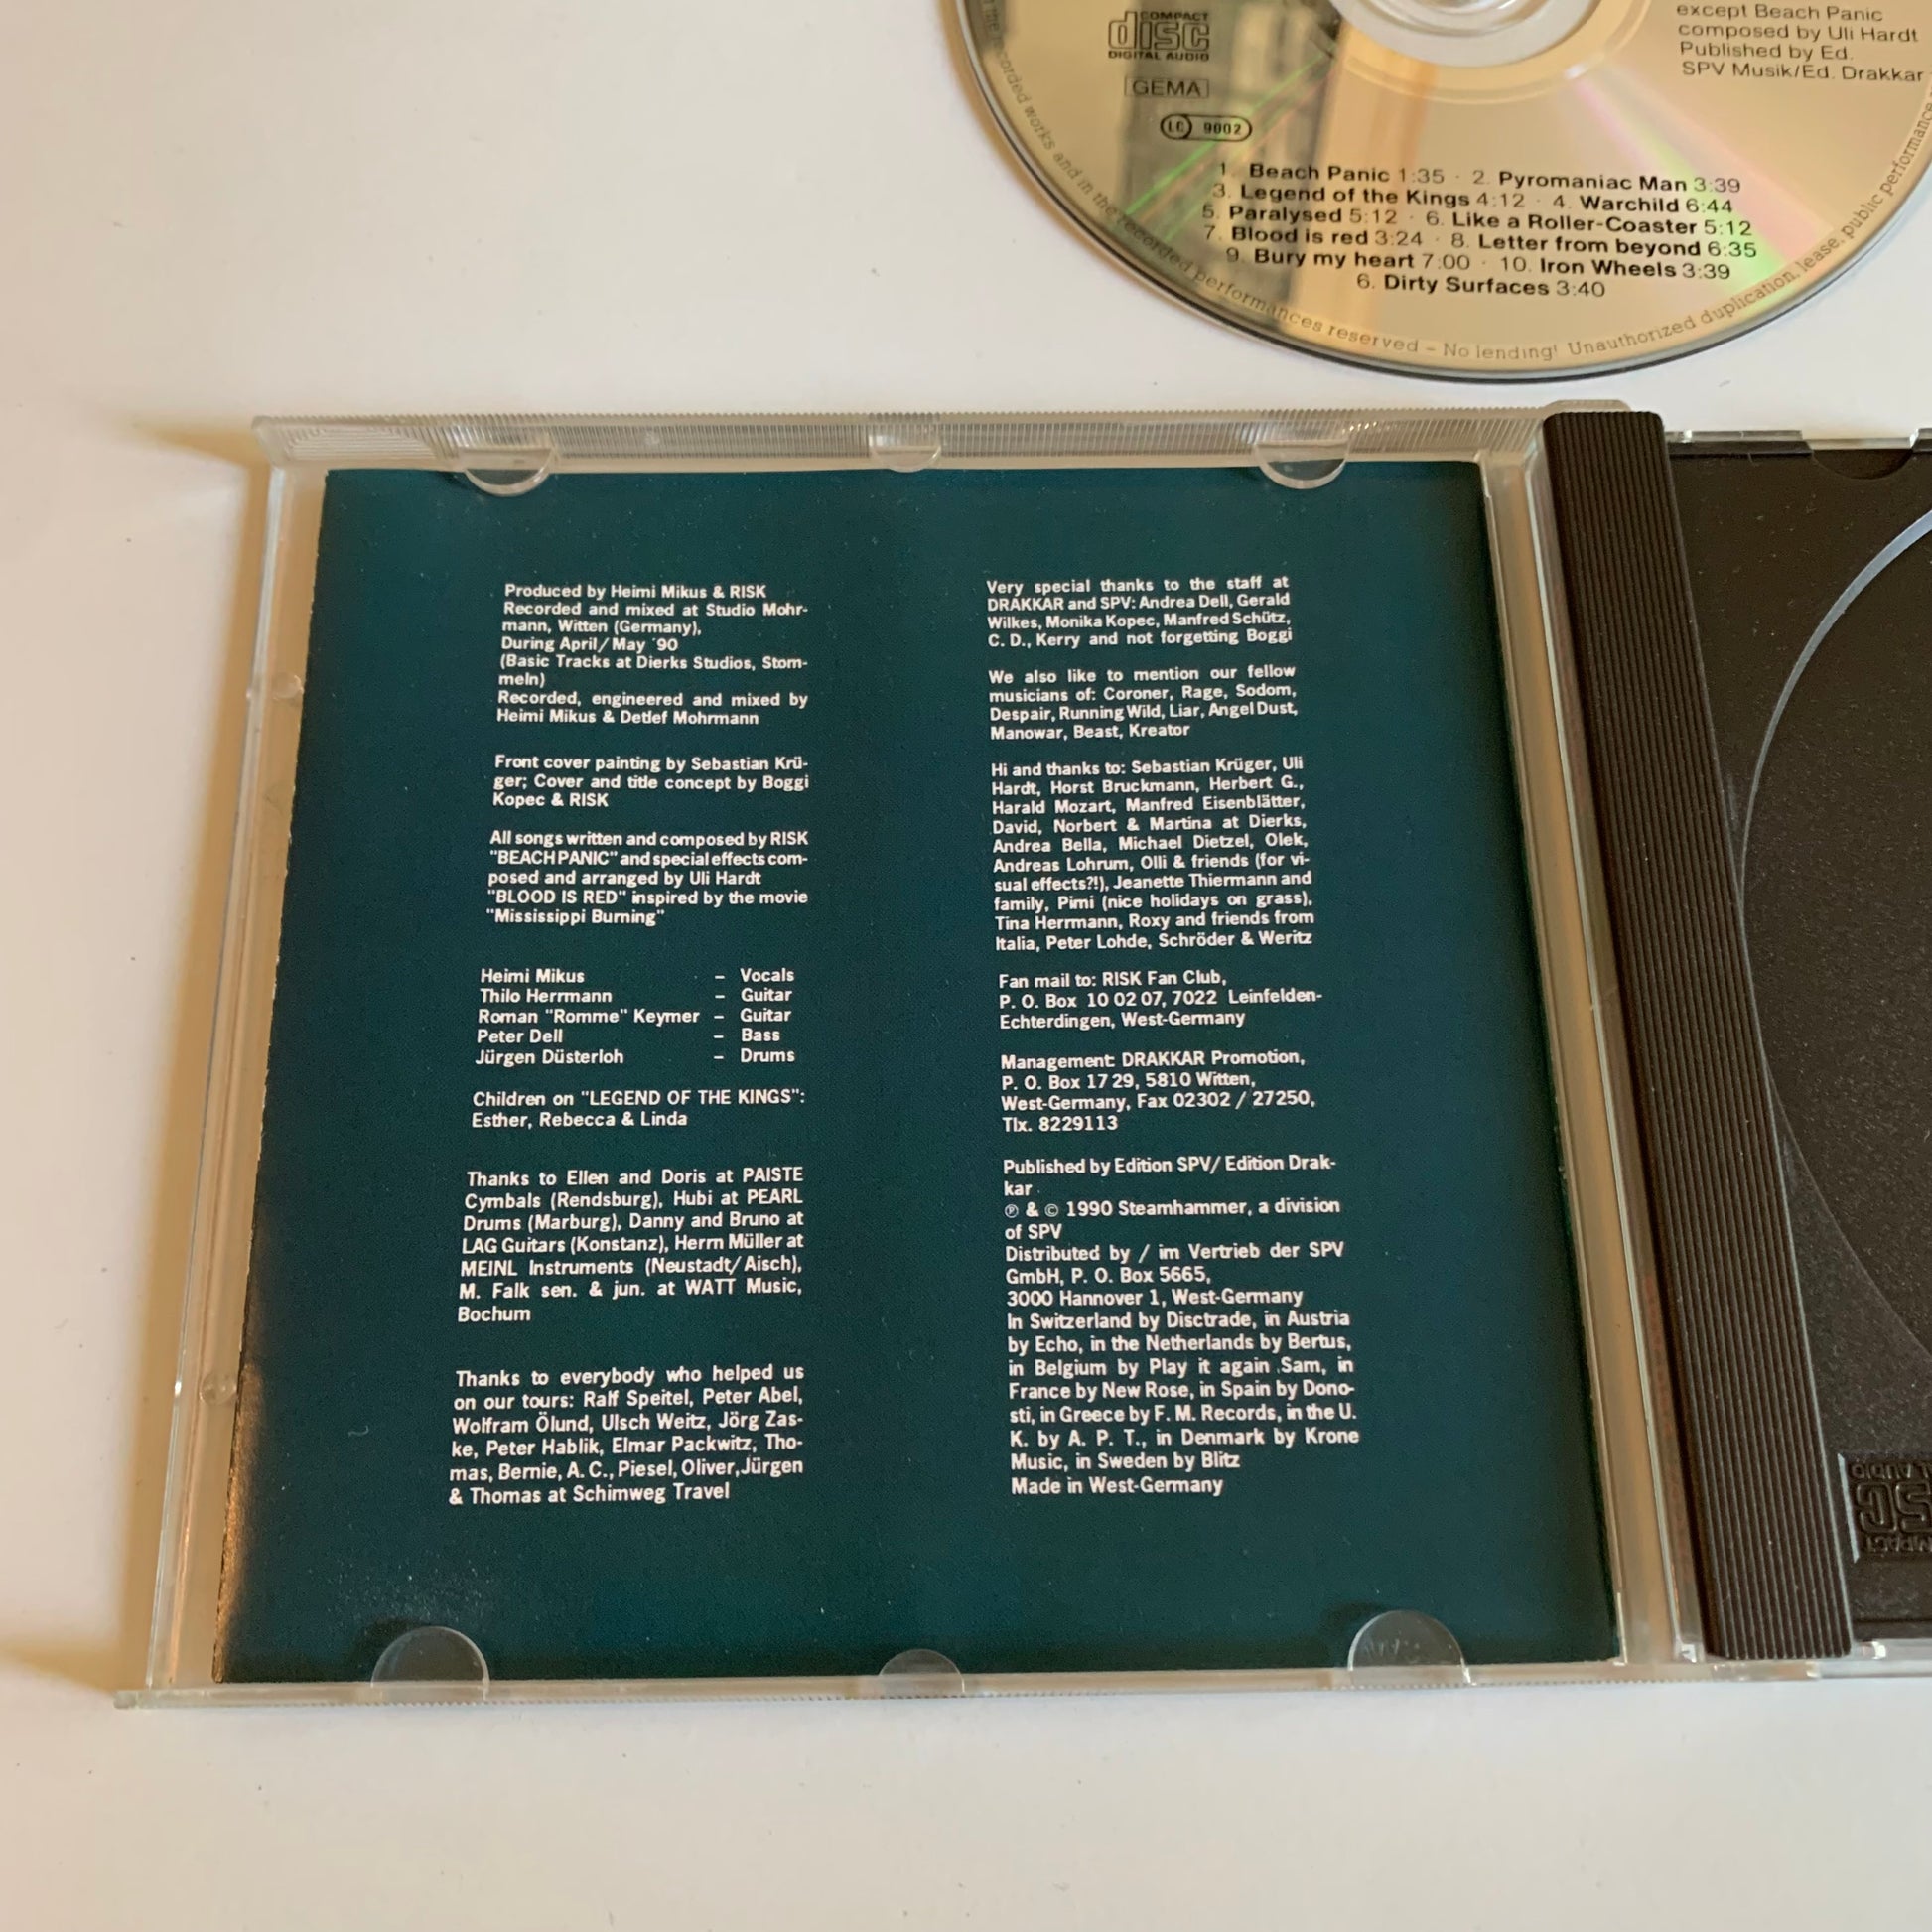 COMPACT
disc
DIGITAL AUDIO
GEMA
LC 9002
except Beach Panic
composed by Uli Hardt
Published by Ed.
SPV Musik/Ed. Drakkar
1. Beach Panic 1:35 · 2. Pyromaniac Man 3:39
3. Legend of the Kings 4:12 · 4. Warchild 6:44
5. Paralysed 5:12 · 6. Like a Roller-Coaster 5:12
7. Blood is red 3:24 · 8. Letter from beyond 6:35
9. Bury my heart 7:00 · 10. Iron Wheels 3:39
6. Dirty Surfaces 3:40
recorded works and in the recorded performances reserved – No lending! Unauthorized duplication, lease, public performance
Produced by Heimi Mikus & RISK
Recorded and mixed at Studio Mohr-
mann, Witten (Germany),
During April/May ´90
(Basic Tracks at Dierks Studios, Stom-
meln)
Recorded, engineered and mixed by
Heimi Mikus & Detlef Mohrmann
Front cover painting by Sebastian Krü-
ger; Cover and title concept by Boggi
Kopec & RISK
All songs written and composed by RISK
"BEACH PANIC" and special effects com-
posed and arranged by Uli Hardt
"BLOOD IS RED" inspired by the movie
"Mississippi Burning"
Heimi Mikus – Vocals
Thilo Herrmann – Guitar
Roman "Romme" Keymer – Guitar
Peter Dell – Bass
Jürgen Düsterloh – Drums
Children on "LEGEND OF THE KINGS":
Esther, Rebecca & Linda
Thanks to Ellen and Doris at PAISTE
Cymbals (Rendsburg), Hubi at PEARL
Drums (Marburg), Danny and Bruno at
LAG Guitars (Konstanz), Herrn Müller at
MEINL Instruments (Neustadt/Aisch),
M. Falk sen. & jun. at WATT Music,
Bochum
Thanks to everybody who helped us
on our tours: Ralf Speitel, Peter Abel,
Wolfram Ölund, Ulsch Weitz, Jörg Zas-
ke, Peter Hablik, Elmar Packwitz, Tho-
mas, Bernie, A. C., Piesel, Oliver, Jürgen
& Thomas at Schimweg Travel
Very special thanks to the staff at
DRAKKAR and SPV: Andrea Dell, Gerald
Wilkes, Monika Kopec, Manfred Schütz,
C. D., Kerry and not forgetting Boggi
We also like to mention our fellow
musicians of: Coroner, Rage, Sodom,
Despair, Running Wild, Liar, Angel Dust,
Manowar, Beast, Kreator
Hi and thanks to: Sebastian Krüger, Uli
Hardt, Horst Bruckmann, Herbert G.,
Harald Mozart, Manfred Eisenblätter,
David, Norbert & Martina at Dierks,
Andrea Bella, Michael Dietzel, Olek,
Andreas Lohrum, Olli & friends (for vi-
sual effects?!), Jeanette Thiermann and
family, Pimi (nice holidays on grass),
Tina Herrmann, Roxy and friends from
Italia, Peter Lohde, Schröder & Weritz
Fan mail to: RISK Fan Club,
P. O. Box 10 02 07, 7022 Leinfelden-
Echterdingen, West-Germany
Management: DRAKKAR Promotion,
P. O. Box 17 29, 5810 Witten,
West-Germany, Fax 02302 / 27250,
Tlx. 8229113
Published by Edition SPV/ Edition Drak-
kar
℗ & © 1990 Steamhammer, a division
of SPV
Distributed by / im Vertrieb der SPV
GmbH, P. O. Box 5665,
3000 Hannover 1, West-Germany
In Switzerland by Disctrade, in Austria
by Echo, in the Netherlands by Bertus,
in Belgium by Play it again Sam, in
France by New Rose, in Spain by Dono-
sti, in Greece by F. M. Records, in the U.
K. by A. P. T., in Denmark by Krone
Music, in Sweden by Blitz
Made in West-Germany